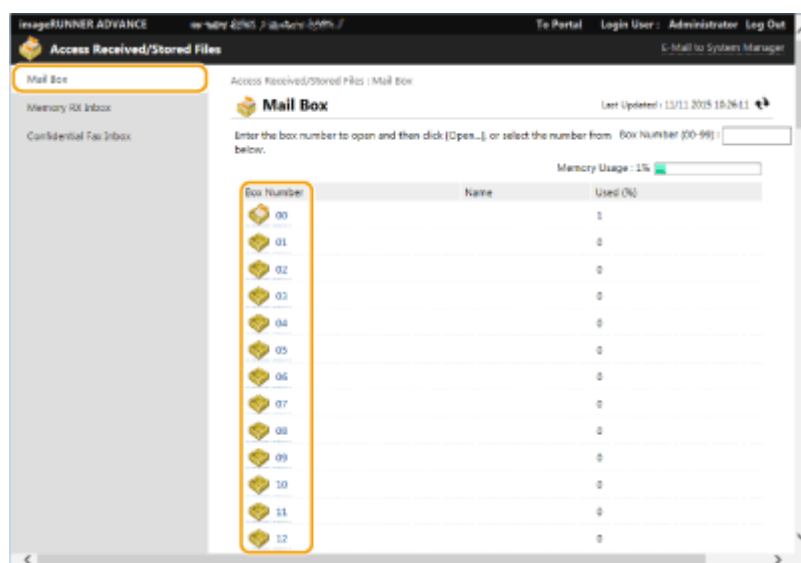 imageRUNNER ADVANCE To Portal Login User : Administrator Log Out
Access Received/Stored Files E-Mail to System Manager
Mail Box
Memory RX Inbox
Confidential Fax Inbox
Access Received/Stored Files : Mail Box
Mail Box Last Updated : 11/11 2015 10:26:11
Enter the box number to open and then click [Open...], or select the number from Box Number (00-99) :
below.
Memory Usage : 1%
Box Number Name Used (%)
00 1
01 0
02 0
03 0
04 0
05 0
06 0
07 0
08 0
09 0
10 0
11 0
12 0